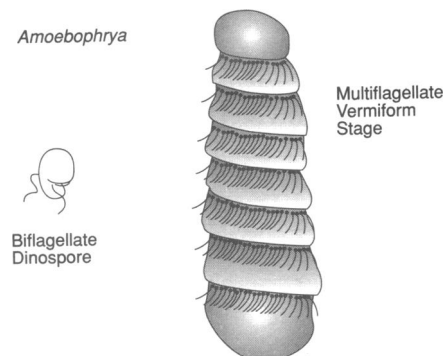 Amoebophrya
Multiflagellate
Vermiform
Stage
Biflagellate
Dinospore